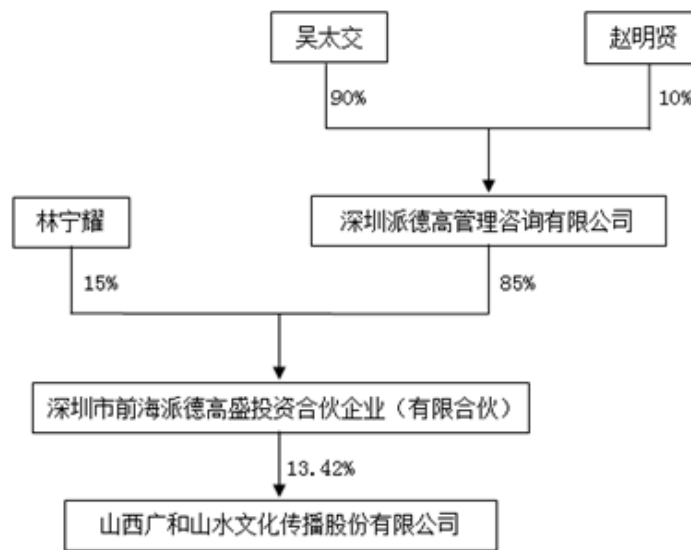 吴太交
赵明贤
90%
10%
林宁耀
深圳派德高管理咨询有限公司
15%
85%
深圳市前海派德高盛投资合伙企业（有限合伙）
13.42%
山西广和山水文化传播股份有限公司